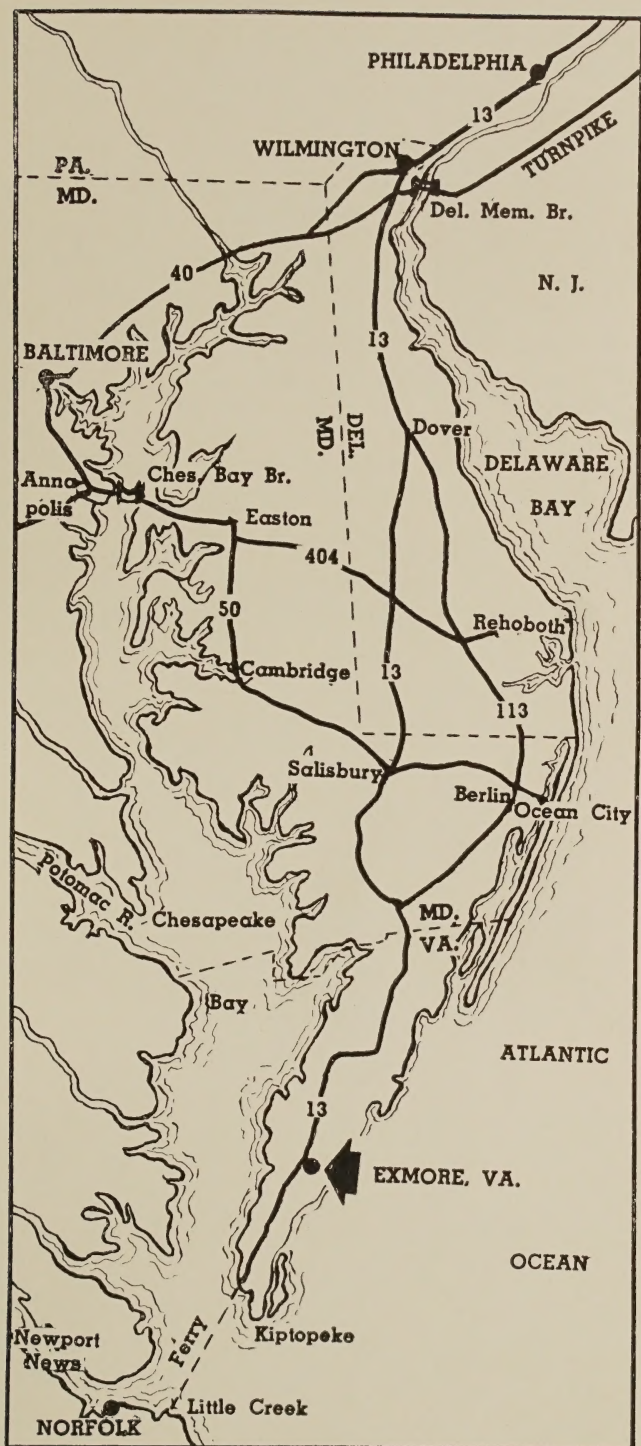 PHILADELPHIA
13
WILMINGTON
TURNPIKE
PA.
MD.
Del. Mem. Br.
40
N. J.
BALTIMORE
13
MD.
DEL.
Dover
DELAWARE
BAY
Anna
polis
Ches. Bay Br.
Easton
404
50
Rehoboth
Cambridge
13
113
Salisbury
Berlin
Ocean City
Potomac R.
Chesapeake
MD.
VA.
Bay
ATLANTIC
13
EXMORE, VA.
OCEAN
Ferry
Kiptopeke
Newport
News
Little Creek
NORFOLK